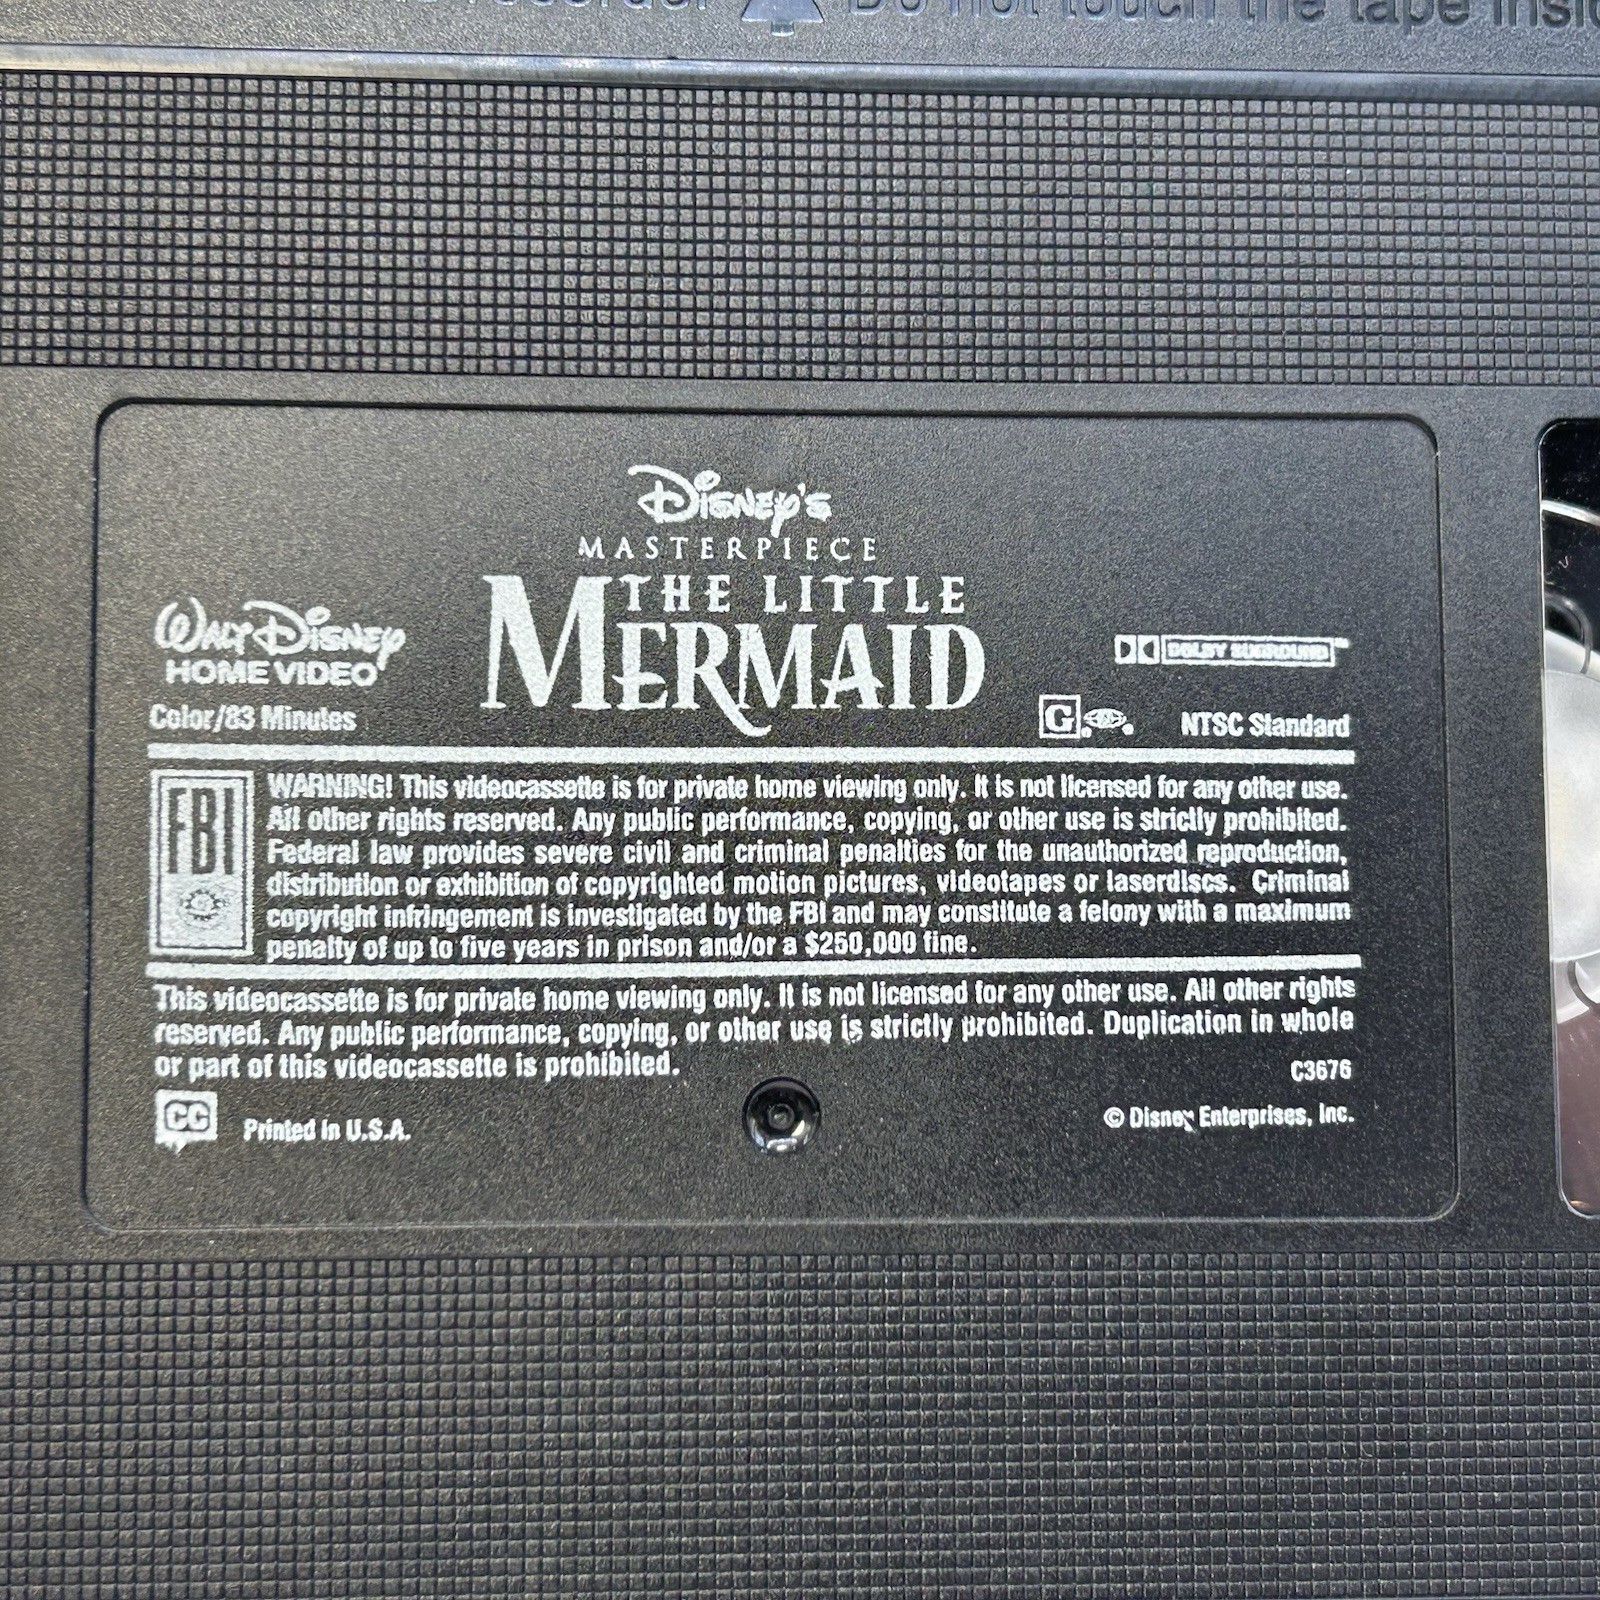 recorder Do not touch the tape insi
Disney's
MASTERPIECE
THE LITTLE
MERMAID
WALT DISNEY
HOME VIDEO
DOLBY SURROUND
Color/83 Minutes
G
NTSC Standard
FBI
WARNING! This videocassette is for private home viewing only. It is not licensed for any other use.
All other rights reserved. Any public performance, copying, or other use is strictly prohibited.
Federal law provides severe civil and criminal penalties for the unauthorized reproduction,
distribution or exhibition of copyrighted motion pictures, videotapes or laserdiscs. Criminal
copyright infringement is investigated by the FBI and may constitute a felony with a maximum
penalty of up to five years in prison and/or a $250,000 fine.
This videocassette is for private home viewing only. It is not licensed for any other use. All other rights
reserved. Any public performance, copying, or other use is strictly prohibited. Duplication in whole
or part of this videocassette is prohibited.
C3676
CC
Printed in U.S.A.
© Disney Enterprises, Inc.